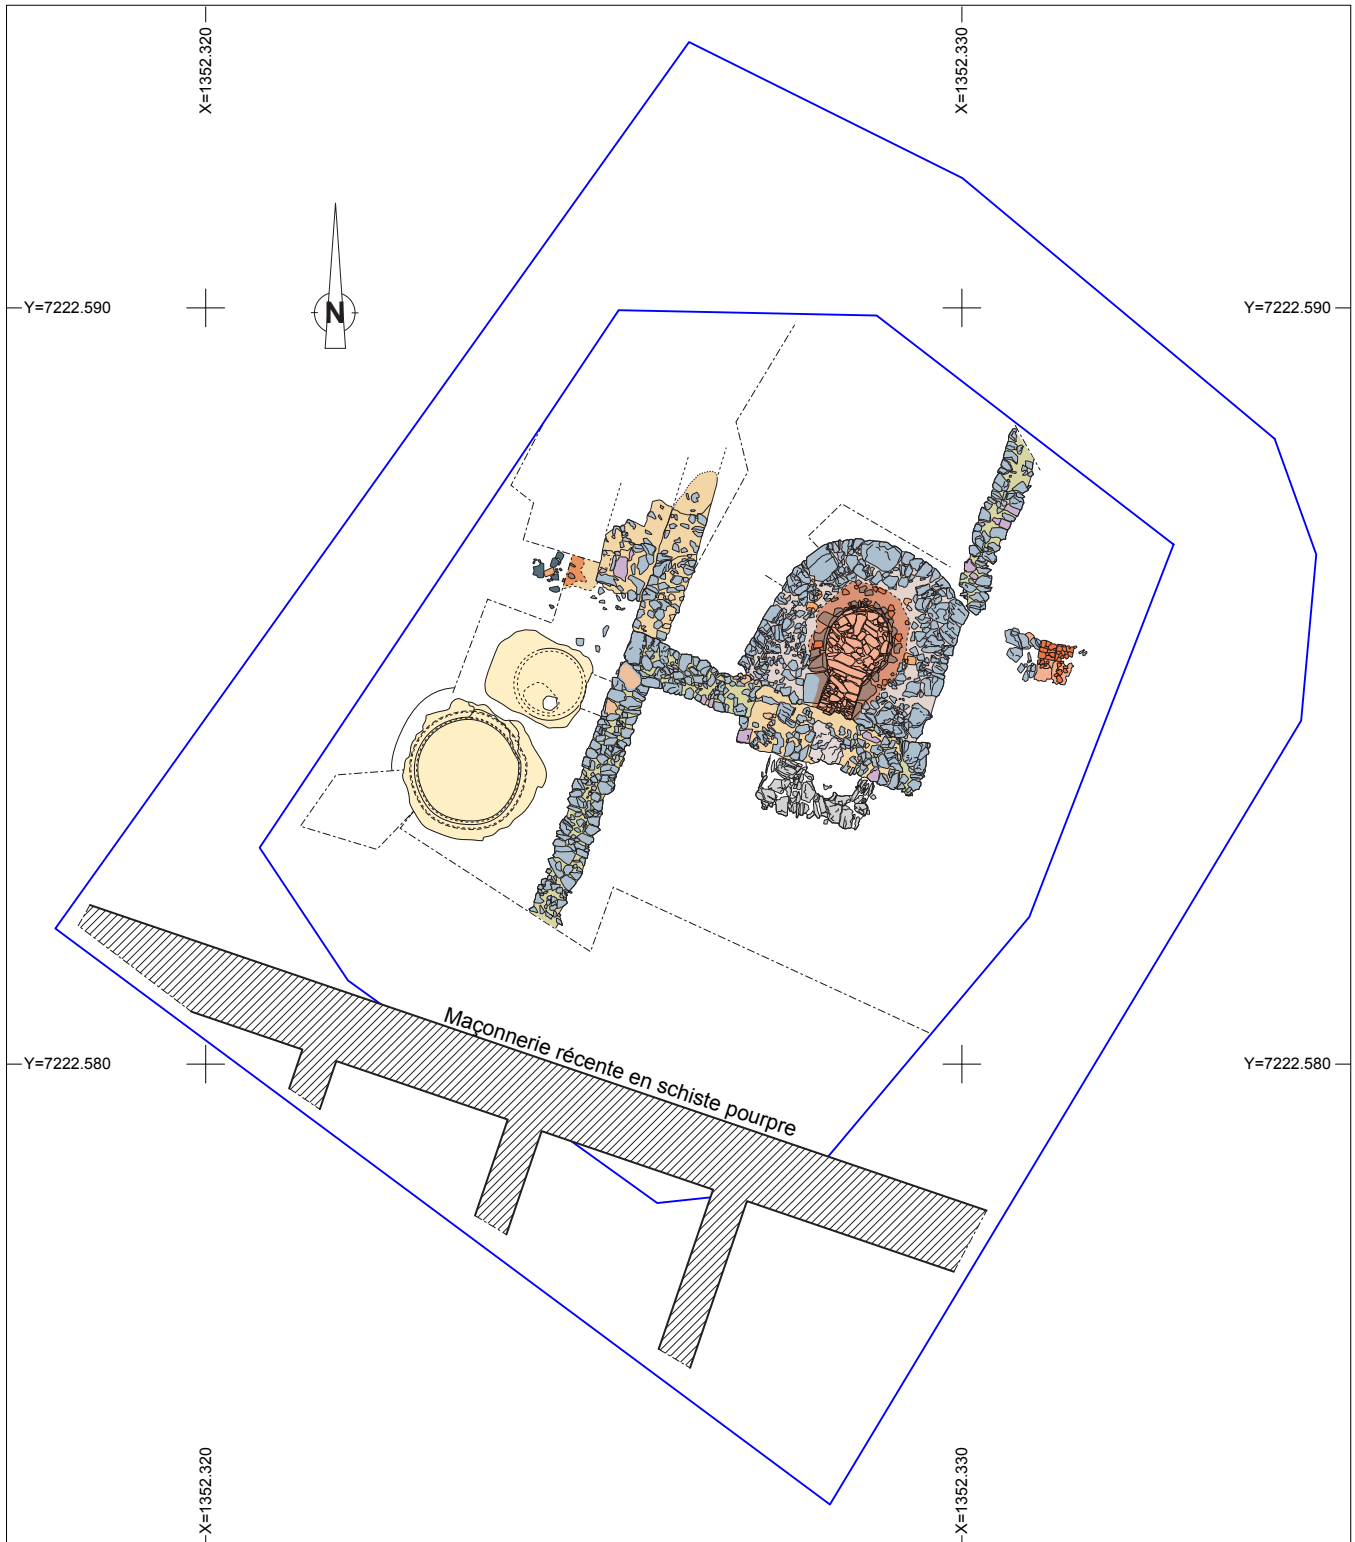 X=1352.320
X=1352.330
N
Y=7222.590
Y=7222.590
Maçonnerie récente en schiste pourpre
Y=7222.580
Y=7222.580
X=1352.320
X=1352.330